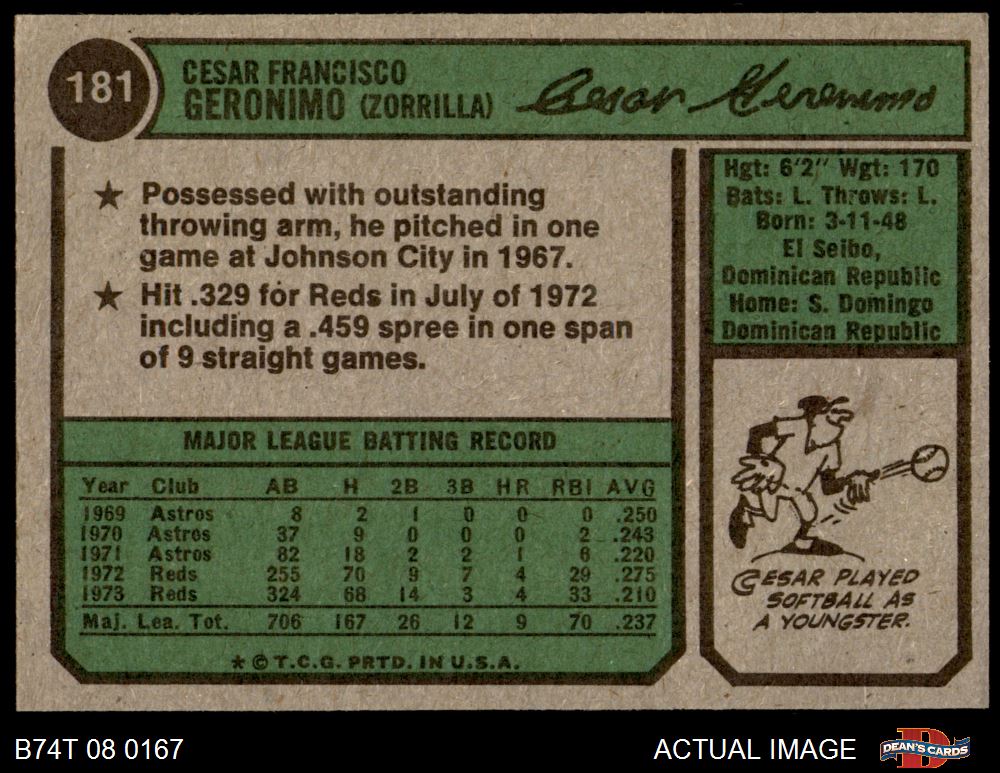 181
CESAR FRANCISCO
GERONIMO (ZORRILLA)
Cesar Geronimo
★ Possessed with outstanding
throwing arm, he pitched in one
game at Johnson City in 1967.
★ Hit .329 for Reds in July of 1972
including a .459 spree in one span
of 9 straight games.
Hgt: 6'2" Wgt: 170
Bats: L. Throws: L.
Born: 3-11-48
El Seibo,
Dominican Republic
Home: S. Domingo
Dominican Republic
MAJOR LEAGUE BATTING RECORD
Year Club AB H 2B 3B HR RBI AVG
1969 Astros 8 2 1 0 0 0 .250
1970 Astros 37 9 0 0 0 2 .243
1971 Astros 82 18 2 2 1 6 .220
1972 Reds 255 70 9 7 4 29 .275
1973 Reds 324 68 14 3 4 33 .210
Maj. Lea. Tot. 706 167 26 12 9 70 .237
★ © T.C.G. PRTD. IN U.S.A.
CESAR PLAYED
SOFTBALL AS
A YOUNGSTER.
B74T 08 0167
ACTUAL IMAGE
DEAN'S CARDS